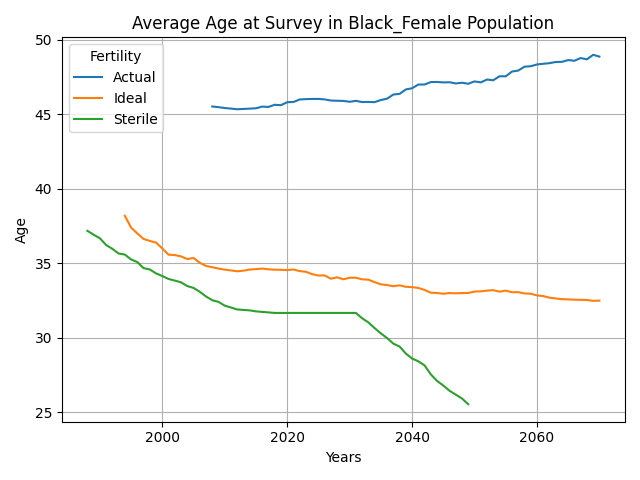 Average Age at Survey in Black_Female Population
Fertility
Actual
Ideal
Sterile
50
45
40
35
30
25
Age
2000
2020
2040
2060
Years